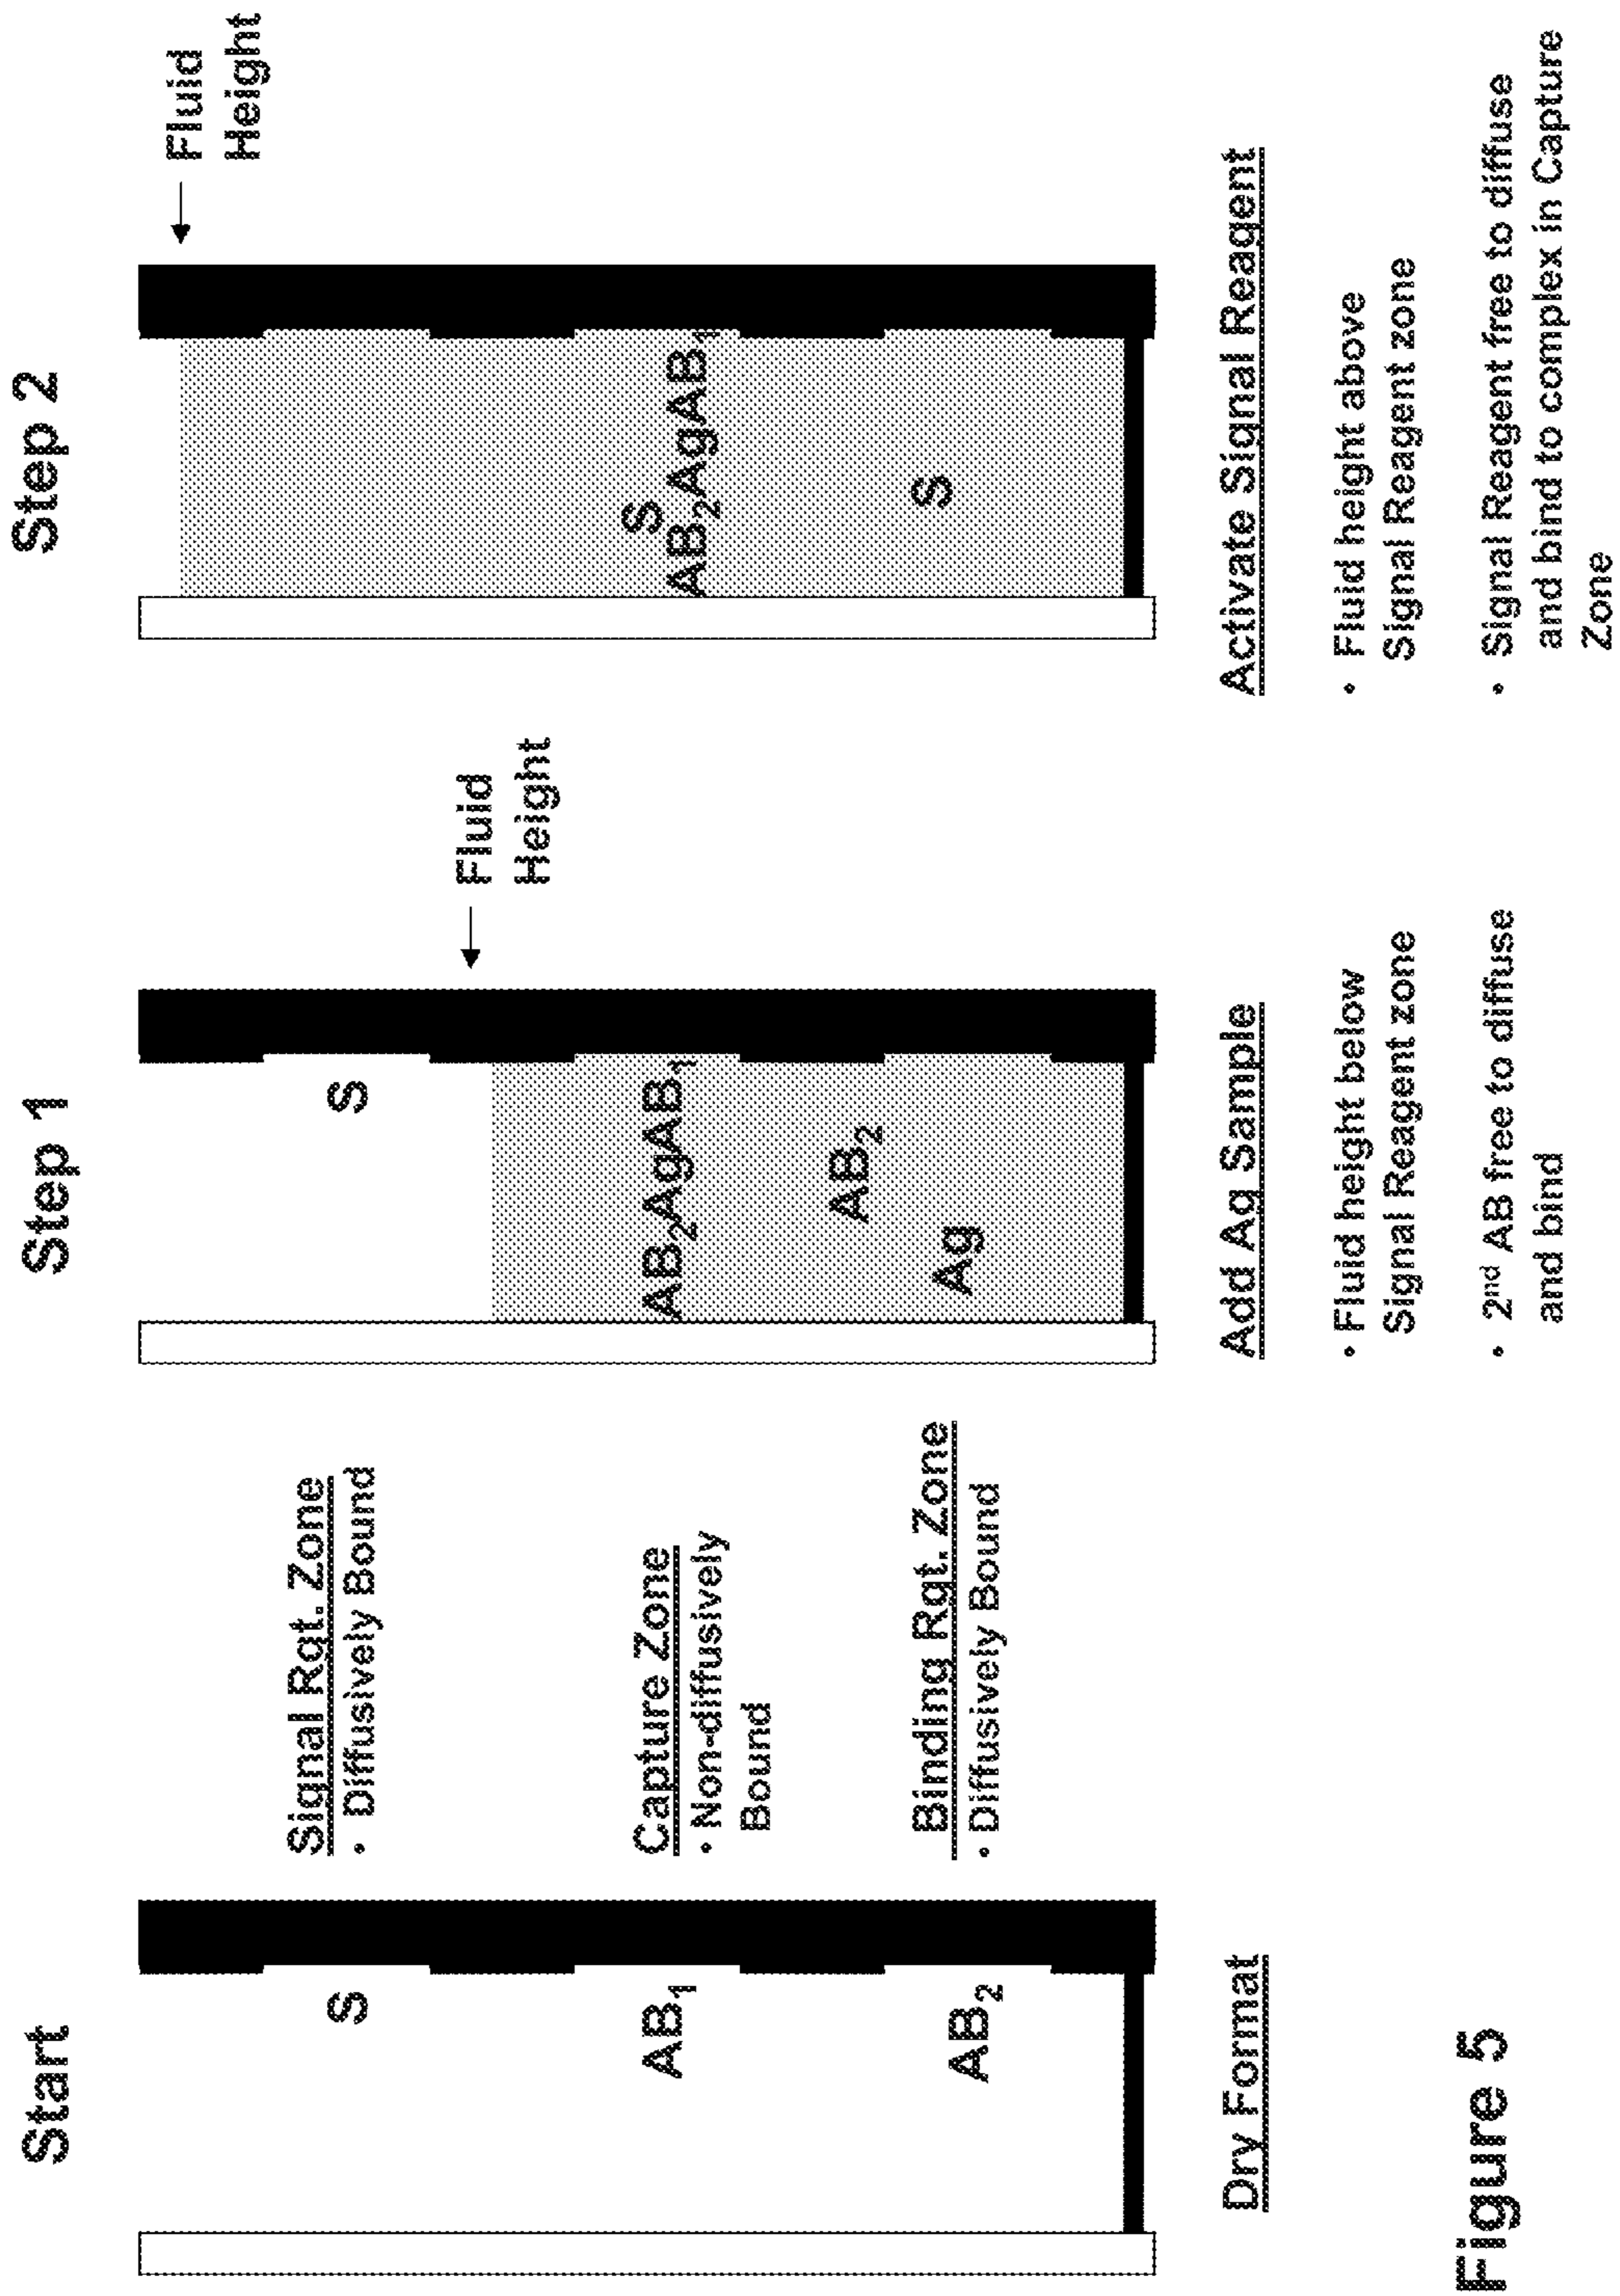 Start
S
AB₁
AB₂
Signal Rgt. Zone
• Diffusively Bound
Capture Zone
• Non-diffusively
Bound
Binding Rgt. Zone
• Diffusively Bound
Dry Format
Step 1
S
Fluid
Height
AB₂AgAB₁
AB₂
Ag
Add Ag Sample
• Fluid height below
Signal Reagent zone
• 2ⁿᵈ AB free to diffuse
and bind
Step 2
Fluid
Height
S
AB₂AgAB₁
S
Activate Signal Reagent
• Fluid height above
Signal Reagent zone
• Signal Reagent free to diffuse
and bind to complex in Capture
Zone
Figure 5